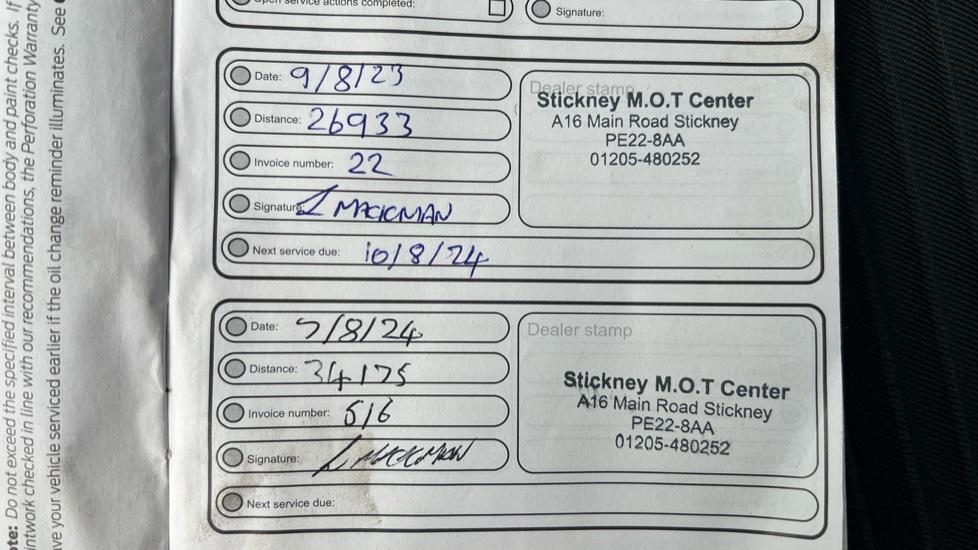 Open service actions completed:
Signature:
Date: 9/8/23
Distance: 26933
Invoice number: 22
Signature: L MACKMAN
Next service due: 10/8/24
Dealer stamp
Stickney M.O.T Center
A16 Main Road Stickney
PE22-8AA
01205-480252
Date: 9/8/24
Distance: 34175
Invoice number: 516
Signature: L. MACKMAN
Next service due:
Dealer stamp
Stickney M.O.T Center
A16 Main Road Stickney
PE22-8AA
01205-480252
Do not exceed the specified interval between body and paint checks. If
checked in line with our recommendations, the Perforation Warranty
your vehicle serviced earlier if the oil change reminder illuminates. See